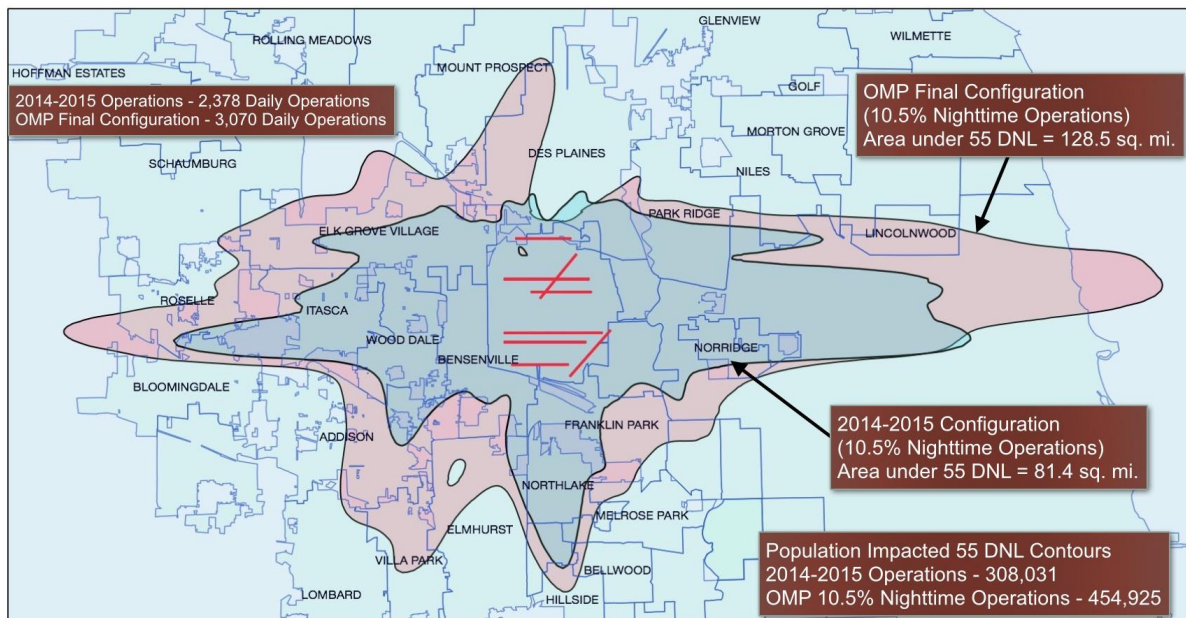 GLENVIEW
WILMETTE
ROLLING MEADOWS
MOUNT PROSPECT
HOFFMAN ESTATES
GOLF
OMP Final Configuration
(10.5% Nighttime Operations)
Area under 55 DNL = 128.5 sq. mi.
2014-2015 Operations - 2,378 Daily Operations
OMP Final Configuration - 3,070 Daily Operations
MORTON GROVE
SCHAUMBURG
DES PLAINES
NILES
PARK RIDGE
ELK GROVE VILLAGE
LINCOLNWOOD
ROSELLE
ITASCA
WOOD DALE
NORRIDGE
BENSENVILLE
BLOOMINGDALE
2014-2015 Configuration
(10.5% Nighttime Operations)
Area under 55 DNL = 81.4 sq. mi.
FRANKLIN PARK
ADDISON
NORTHLAKE
MELROSE PARK
ELMHURST
VILLA PARK
BELLWOOD
LOMBARD
HILLSIDE
Population Impacted 55 DNL Contours
2014-2015 Operations - 308,031
OMP 10.5% Nighttime Operations - 454,925